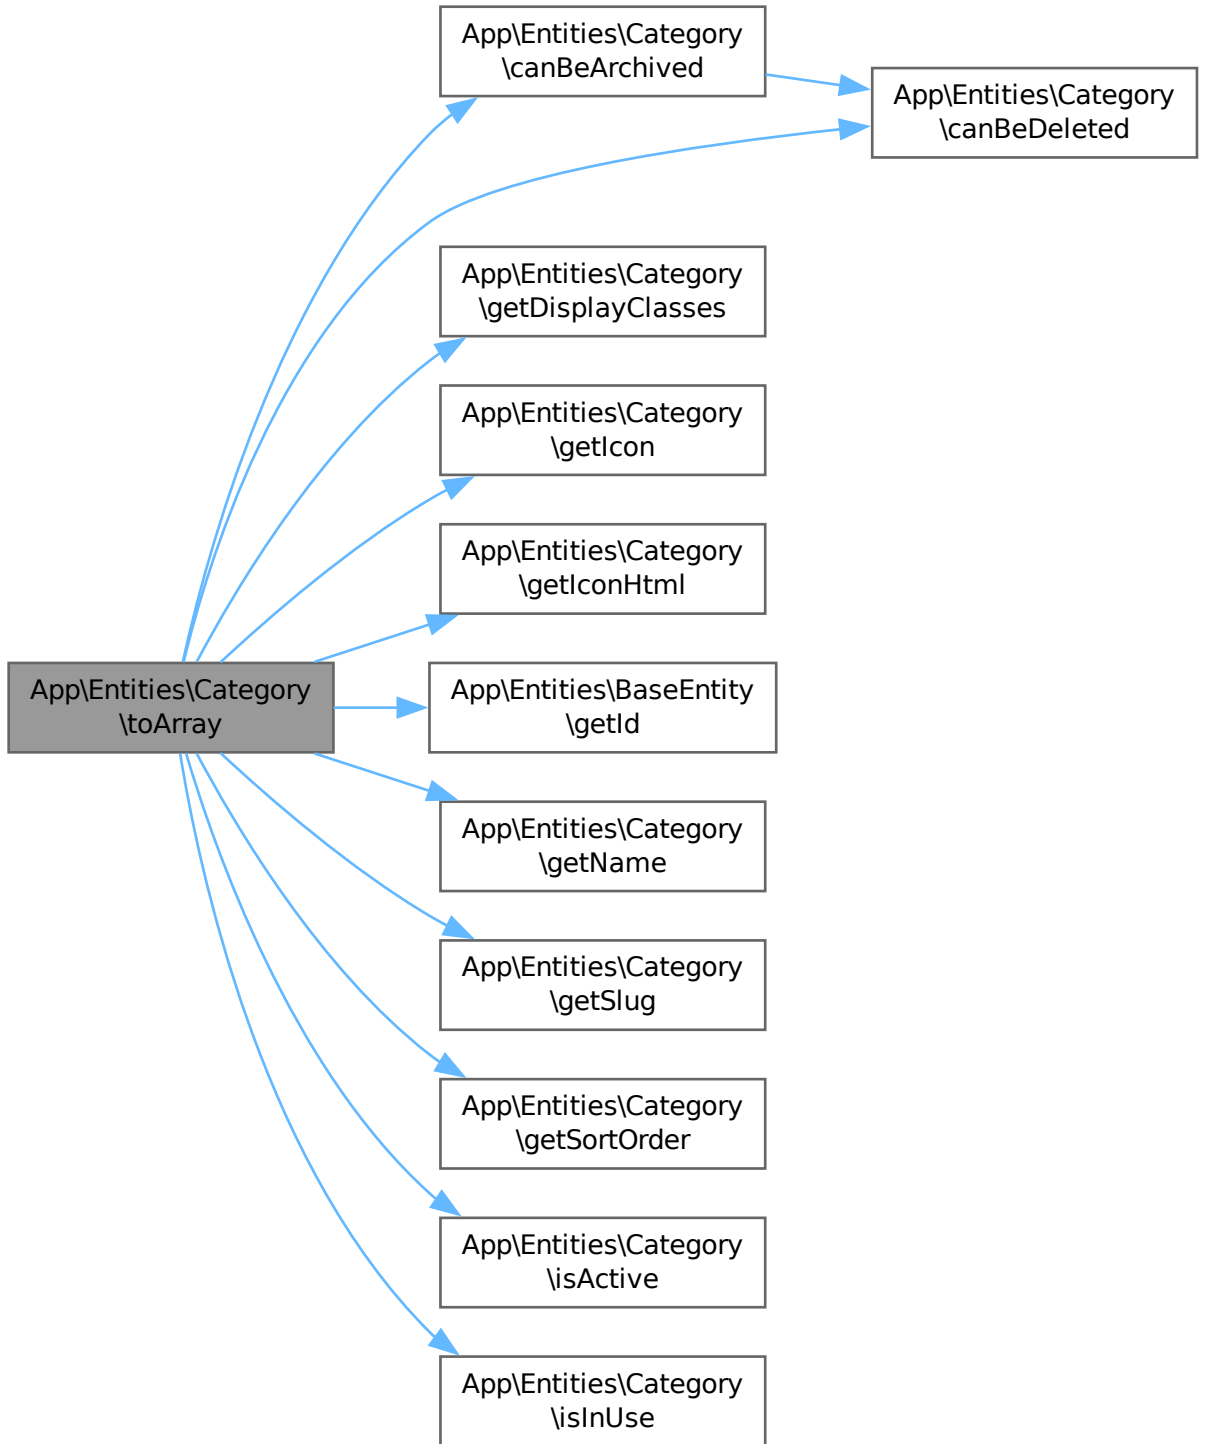 App\Entities\Category
\canBeArchived
App\Entities\Category
\canBeDeleted
App\Entities\Category
\getDisplayClasses
App\Entities\Category
\getIcon
App\Entities\Category
\getIconHtml
App\Entities\Category
\toArray
App\Entities\BaseEntity
\getId
App\Entities\Category
\getName
App\Entities\Category
\getSlug
App\Entities\Category
\getSortOrder
App\Entities\Category
\isActive
App\Entities\Category
\isInUse